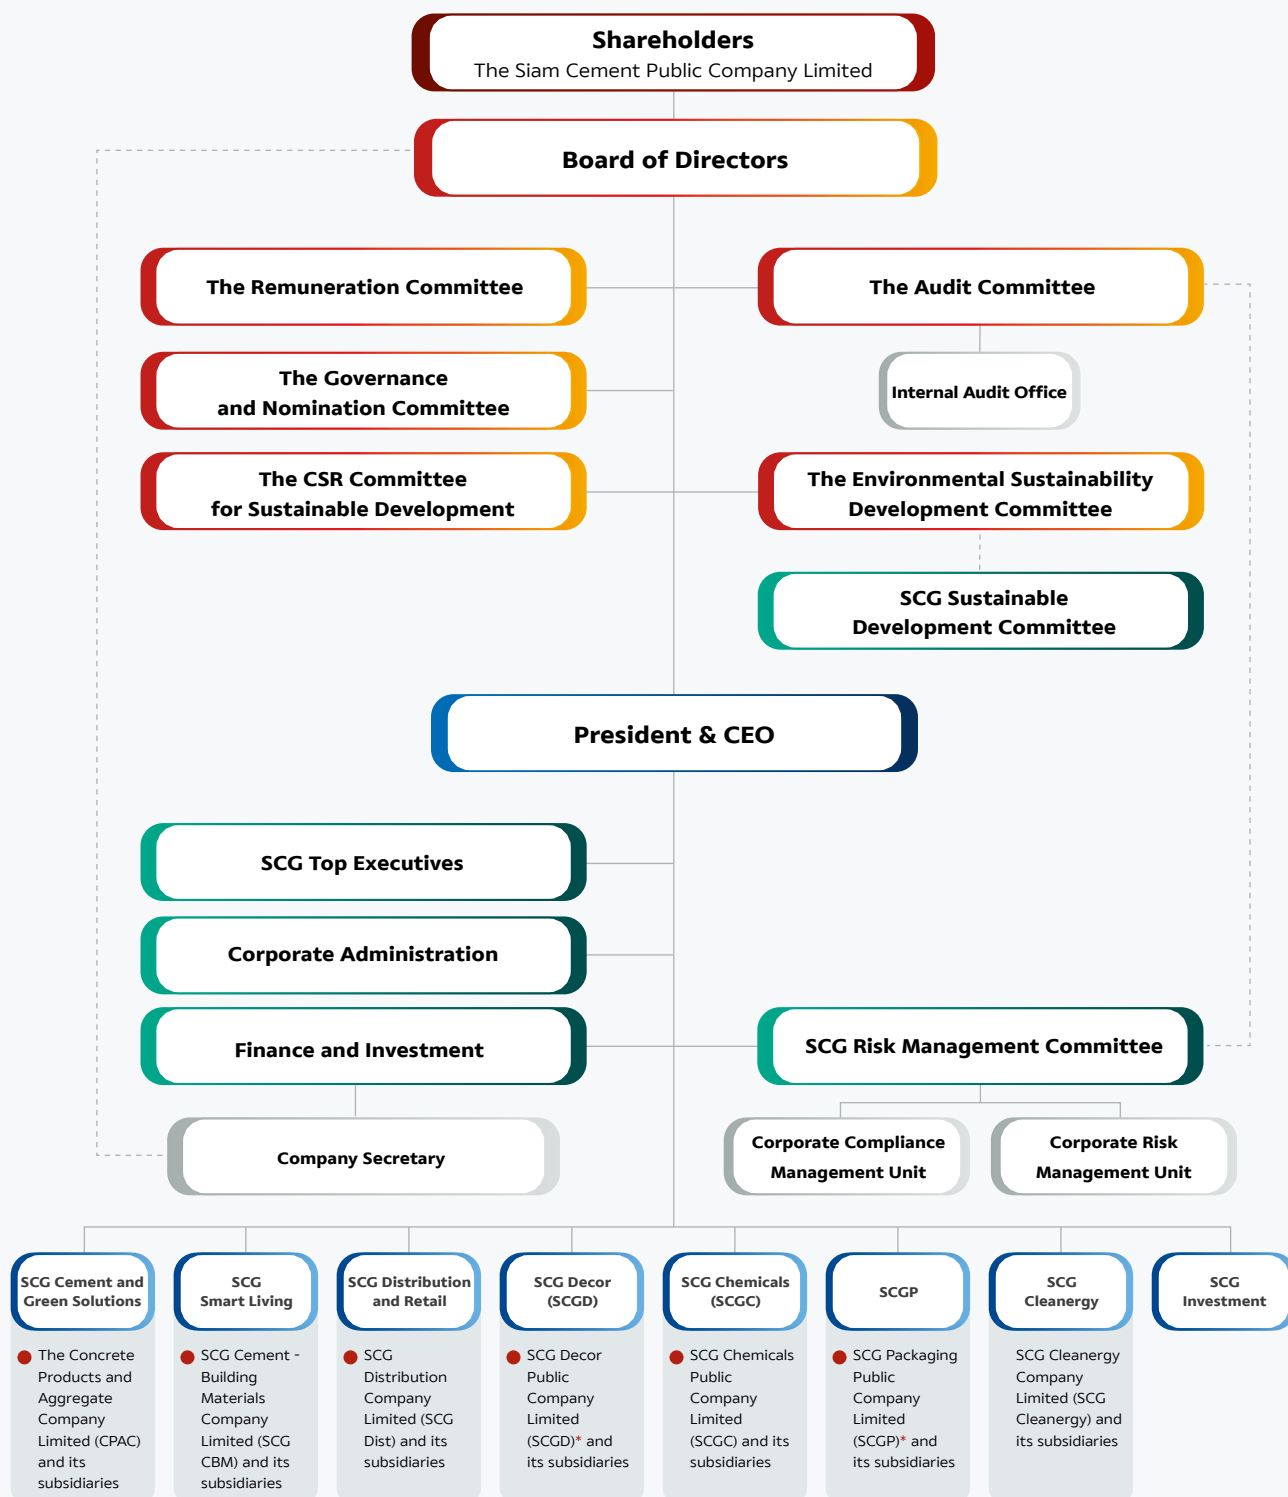 Shareholders
The Siam Cement Public Company Limited
Board of Directors
The Remuneration Committee
The Audit Committee
The Governance
and Nomination Committee
Internal Audit Office
The CSR Committee
for Sustainable Development
The Environmental Sustainability
Development Committee
SCG Sustainable
Development Committee
President & CEO
SCG Top Executives
Corporate Administration
Finance and Investment
SCG Risk Management Committee
Company Secretary
Corporate Compliance
Management Unit
Corporate Risk
Management Unit
SCG Cement and
Green Solutions
SCG
Smart Living
SCG Distribution
and Retail
SCG Decor
(SCGD)
SCG Chemicals
(SCGC)
SCGP
SCG
Cleanergy
SCG
Investment
The Concrete
Products and
Aggregate
Company
Limited (CPAC)
and its
subsidiaries
SCG Cement -
Building
Materials
Company
Limited (SCG
CBM) and its
subsidiaries
SCG
Distribution
Company
Limited (SCG
Dist) and its
subsidiaries
SCG Decor
Public
Company
Limited
(SCGD)* and
its subsidiaries
SCG Chemicals
Public
Company
Limited
(SCGC) and its
subsidiaries
SCG Packaging
Public
Company
Limited
(SCGP)* and
its subsidiaries
SCG Cleanergy
Company
Limited (SCG
Cleanergy) and
its subsidiaries